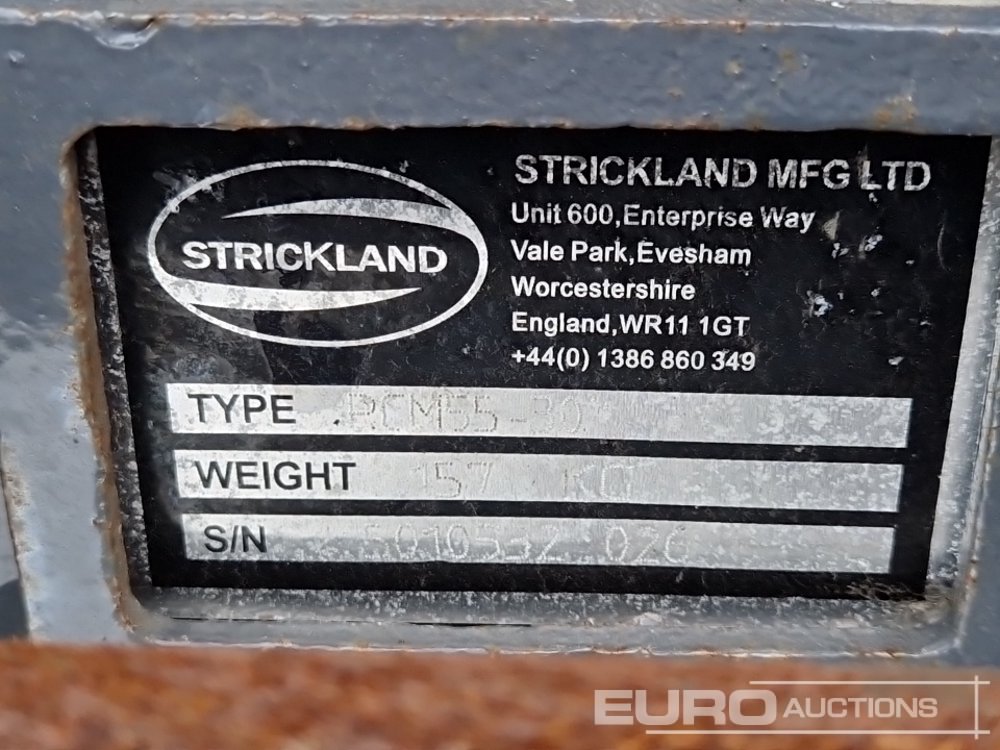 STRICKLAND
STRICKLAND MFG LTD
Unit 600,Enterprise Way
Vale Park,Evesham
Worcestershire
England,WR11 1GT
+44(0) 1386 860 349
TYPE
WEIGHT 157 KG
S/N
EURO AUCTIONS